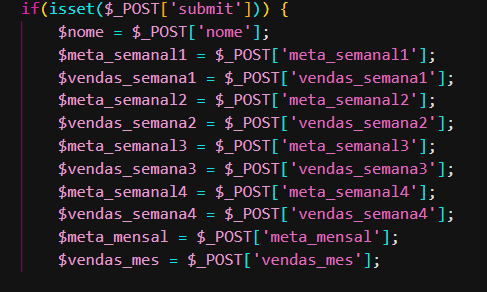 if(isset($_POST['submit'])) {
$nome = $_POST['nome'];
$meta_semanal1 = $_POST['meta_semanal1'];
$vendas_semana1 = $_POST['vendas_semana1'];
$meta_semanal2 = $_POST['meta_semanal2'];
$vendas_semana2 = $_POST['vendas_semana2'];
$meta_semanal3 = $_POST['meta_semanal3'];
$vendas_semana3 = $_POST['vendas_semana3'];
$meta_semanal4 = $_POST['meta_semanal4'];
$vendas_semana4 = $_POST['vendas_semana4'];
$meta_mensal = $_POST['meta_mensal'];
$vendas_mes = $_POST['vendas_mes'];